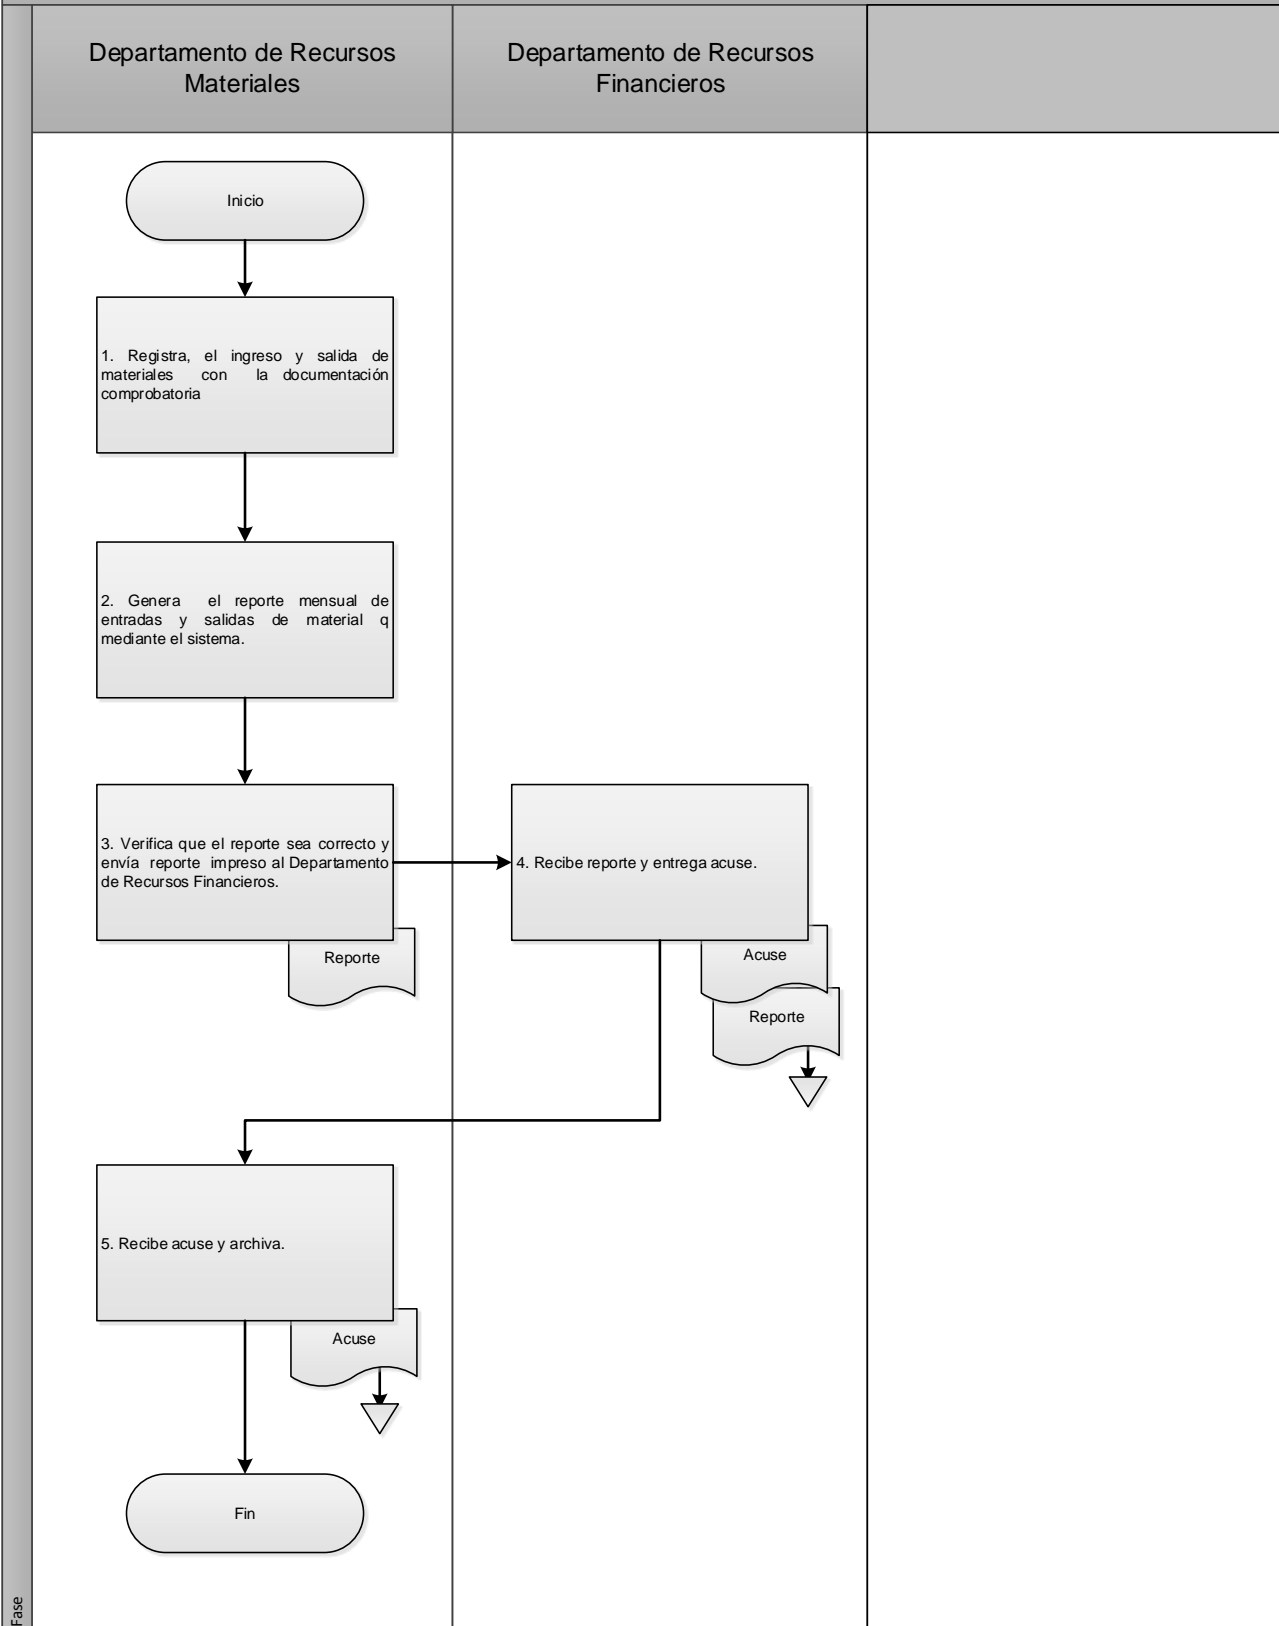 Departamento de Recursos
Materiales
Departamento de Recursos
Financieros
Inicio
1. Registra, el ingreso y salida de
materiales con la documentación
comprobatoria
2. Genera el reporte mensual de
entradas y salidas de material q
mediante el sistema.
3. Verifica que el reporte sea correcto y
envía reporte impreso al Departamento
de Recursos Financieros.
Reporte
4. Recibe reporte y entrega acuse.
Acuse
Reporte
5. Recibe acuse y archiva.
Acuse
Fin
Fase